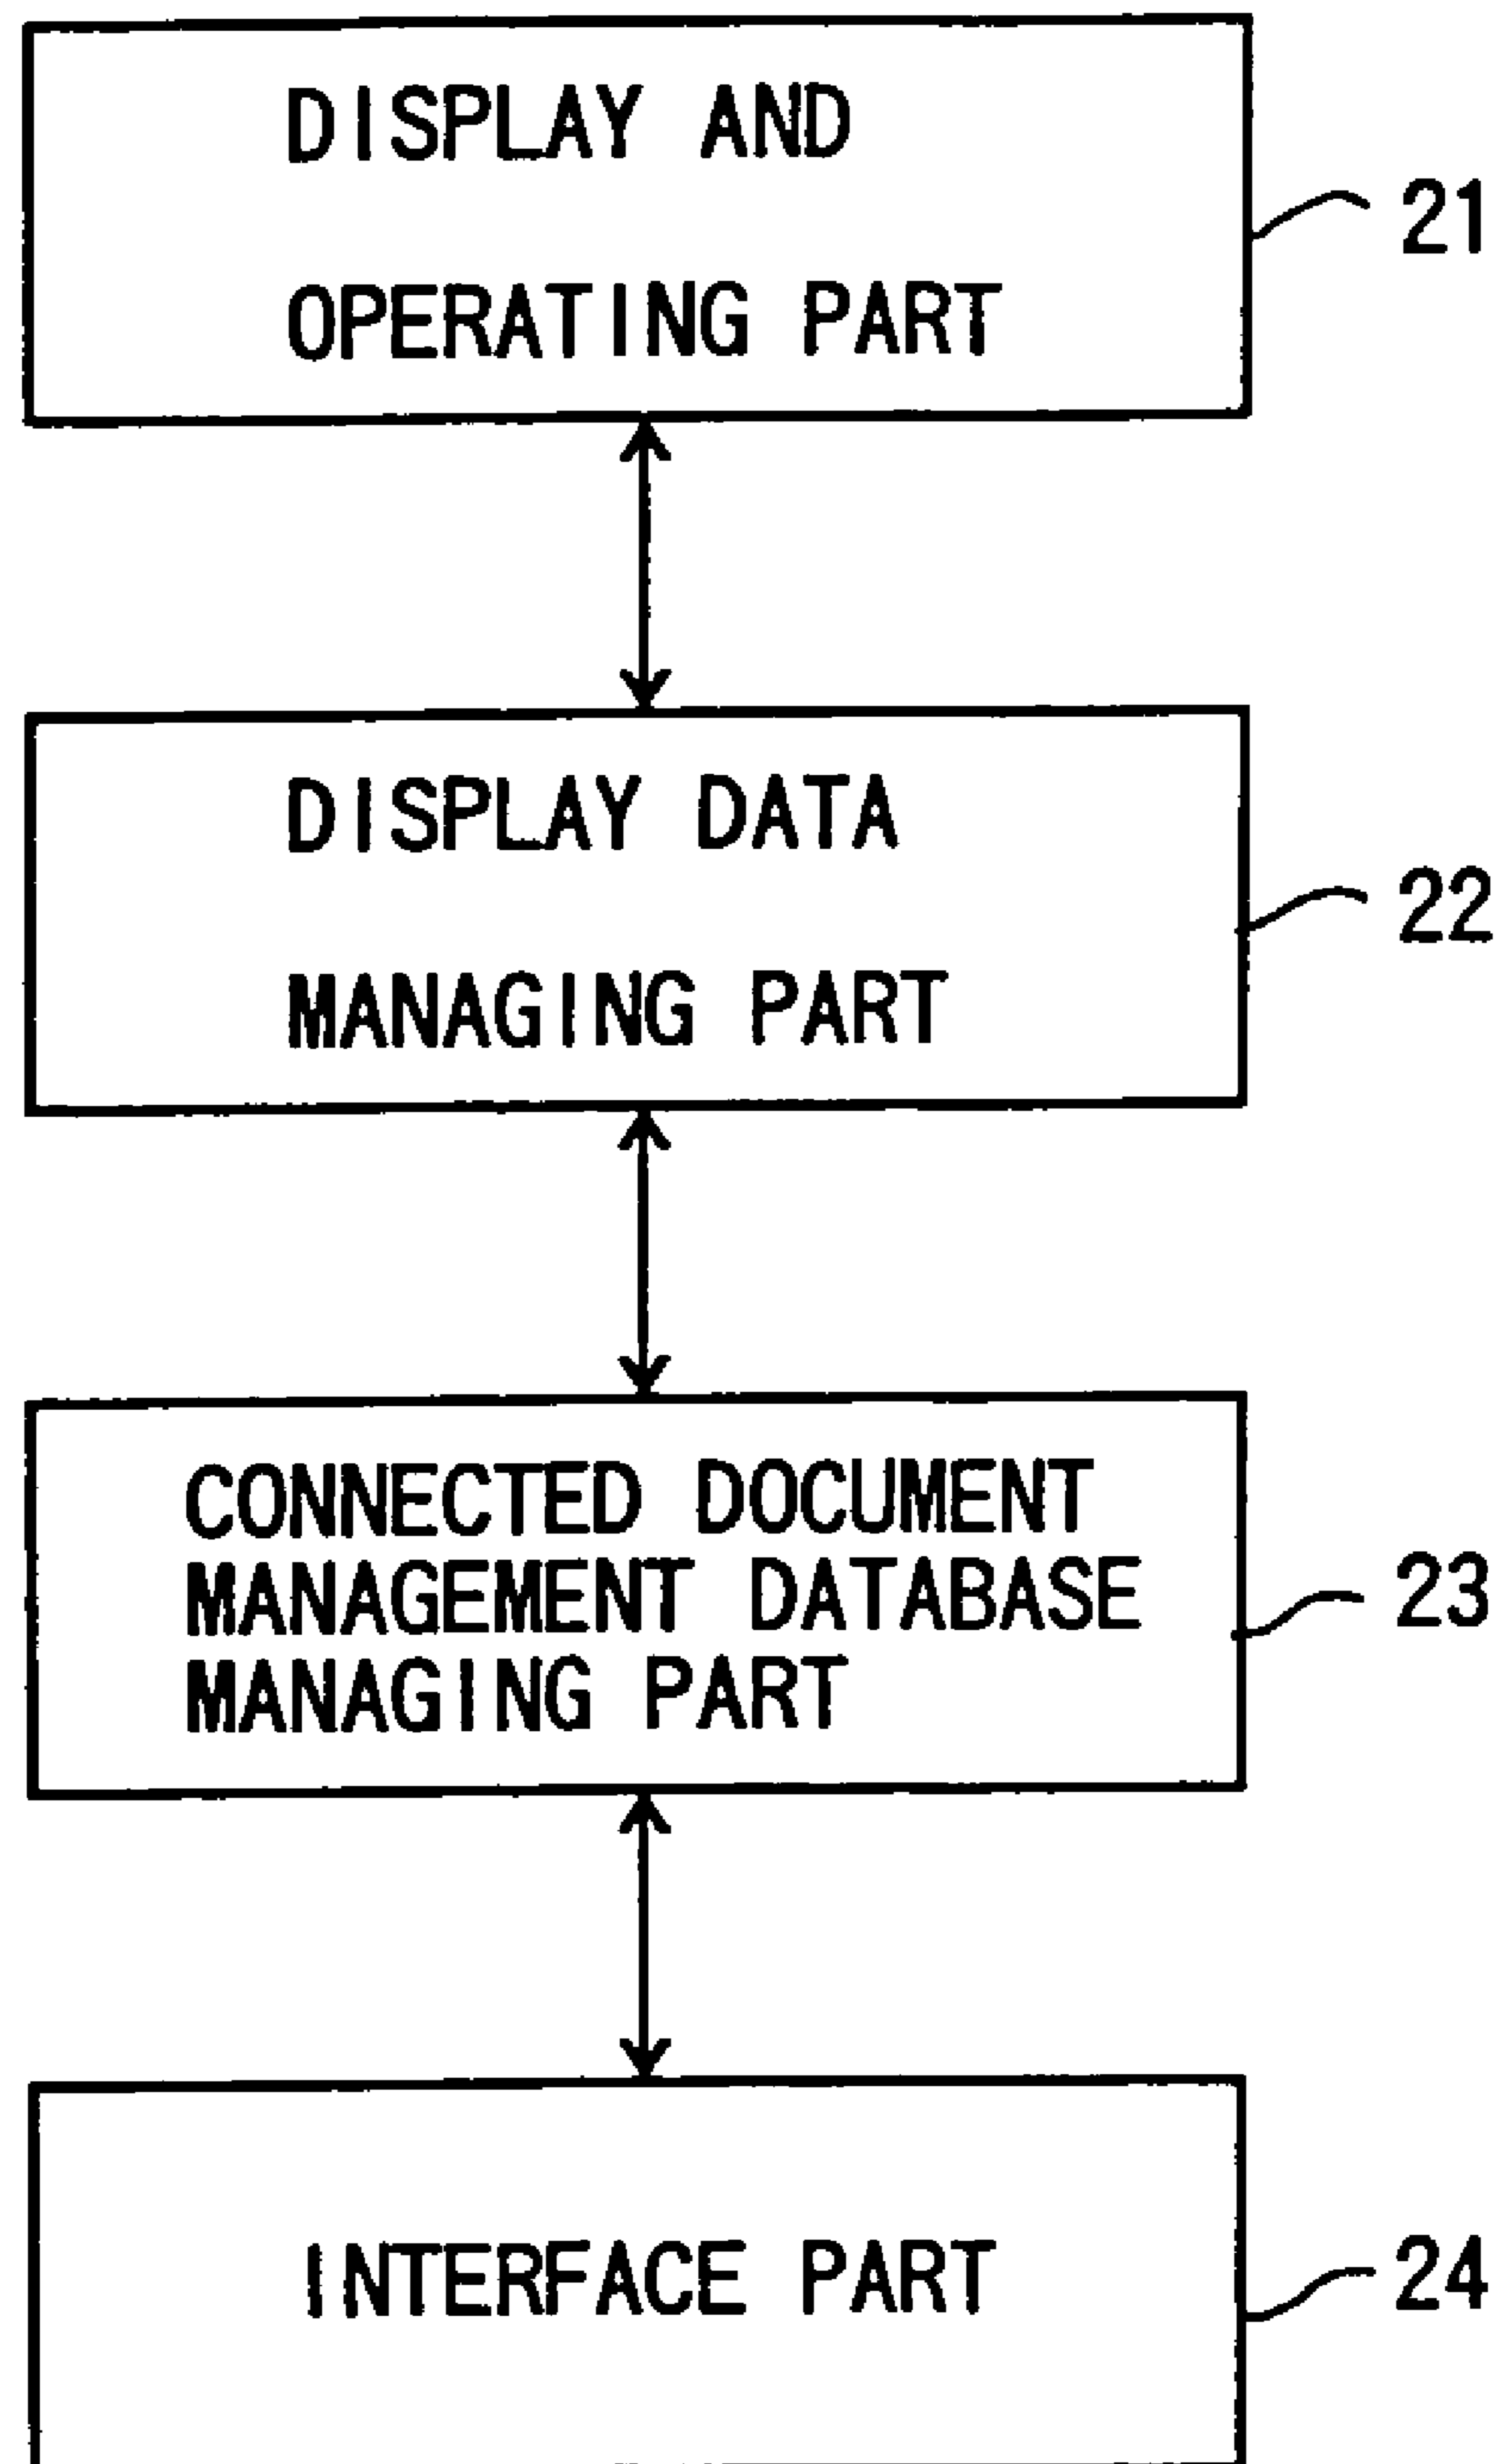 DISPLAY AND
OPERATING PART
21
DISPLAY DATA
MANAGING PART
22
CONNECTED DOCUMENT
MANAGEMENT DATABASE
MANAGING PART
23
INTERFACE PART
24